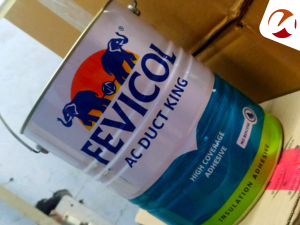 FEVICOL
AC DUCT KING
HIGH COVERAGE
ADHESIVE
INSULATION ADHESIVE